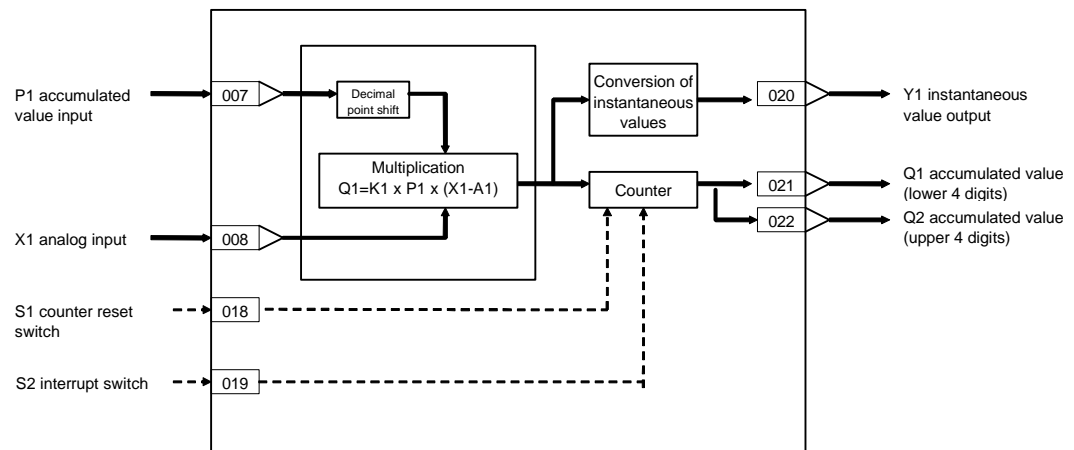 P1 accumulated
value input
007
Decimal
point shift
Multiplication
Q1=K1 x P1 x (X1-A1)
X1 analog input
008
S1 counter reset
switch
018
S2 interrupt switch
019
Conversion of
instantaneous
values
Counter
020
Y1 instantaneous
value output
021
Q1 accumulated value
(lower 4 digits)
022
Q2 accumulated value
(upper 4 digits)